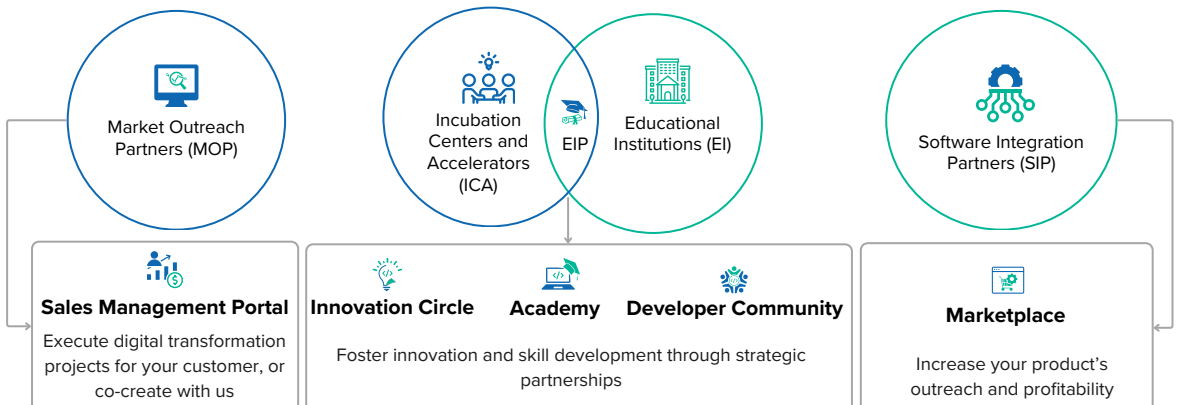 Market Outreach
Partners (MOP)
Incubation
Centers and
Accelerators
(ICA)
EIP
Educational
Institutions (EI)
Software Integration
Partners (SIP)
Sales Management Portal
Execute digital transformation
projects for your customer, or
co-create with us
Innovation Circle
Academy
Developer Community
Foster innovation and skill development through strategic
partnerships
Marketplace
Increase your product’s
outreach and profitability